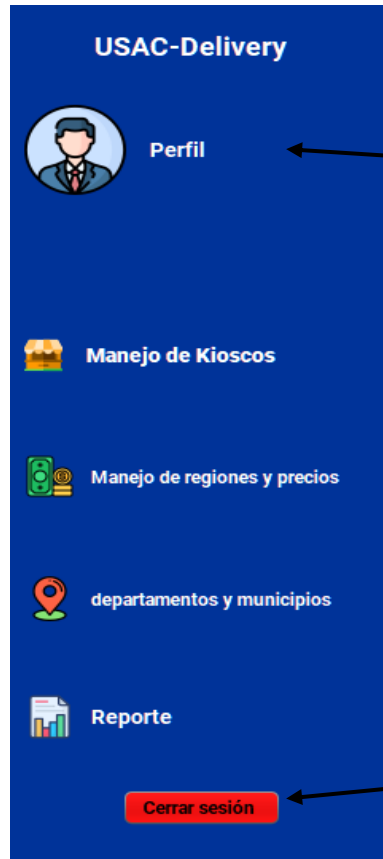 USAC-Delivery
Perfil
Manejo de Kioscos
Manejo de regiones y precios
departamentos y municipios
Reporte
Cerrar sesión